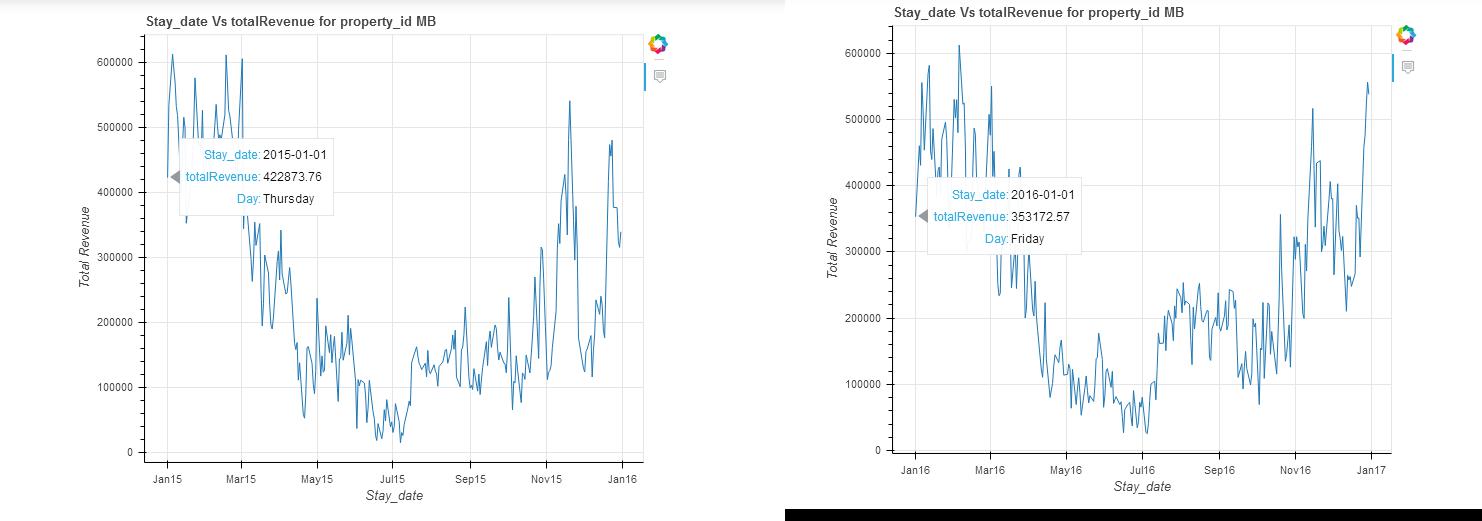 Stay_date Vs totalRevenue for property_id MB
600000
500000
400000
300000
200000
100000
0
Total Revenue
Stay_date: 2015-01-01
totalRevenue: 422873.76
Day: Thursday
Jan15 Mar15 May15 Jul15 Sep15 Nov15 Jan16
Stay_date
Stay_date Vs totalRevenue for property_id MB
600000
500000
400000
300000
200000
100000
0
Total Revenue
Stay_date: 2016-01-01
totalRevenue: 353172.57
Day: Friday
Jan16 Mar16 May16 Jul16 Sep16 Nov16 Jan17
Stay_date